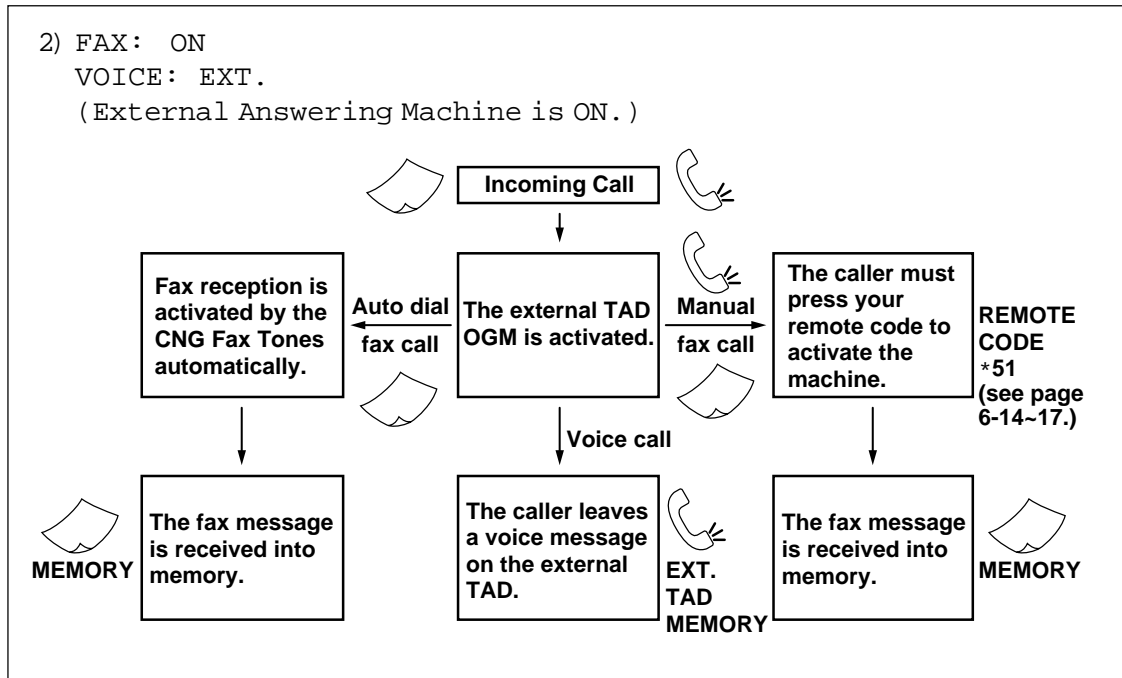 2) FAX: ON
VOICE: EXT.
(External Answering Machine is ON.)
Incoming Call
Fax reception is
activated by the
CNG Fax Tones
automatically.
Auto dial
fax call
The external TAD
OGM is activated.
Manual
fax call
The caller must
press your
remote code to
activate the
machine.
REMOTE
CODE
*51
(see page
6-14~17.)
Voice call
MEMORY
The fax message
is received into
memory.
The caller leaves
a voice message
on the external
TAD.
EXT.
TAD
MEMORY
The fax message
is received into
memory.
MEMORY